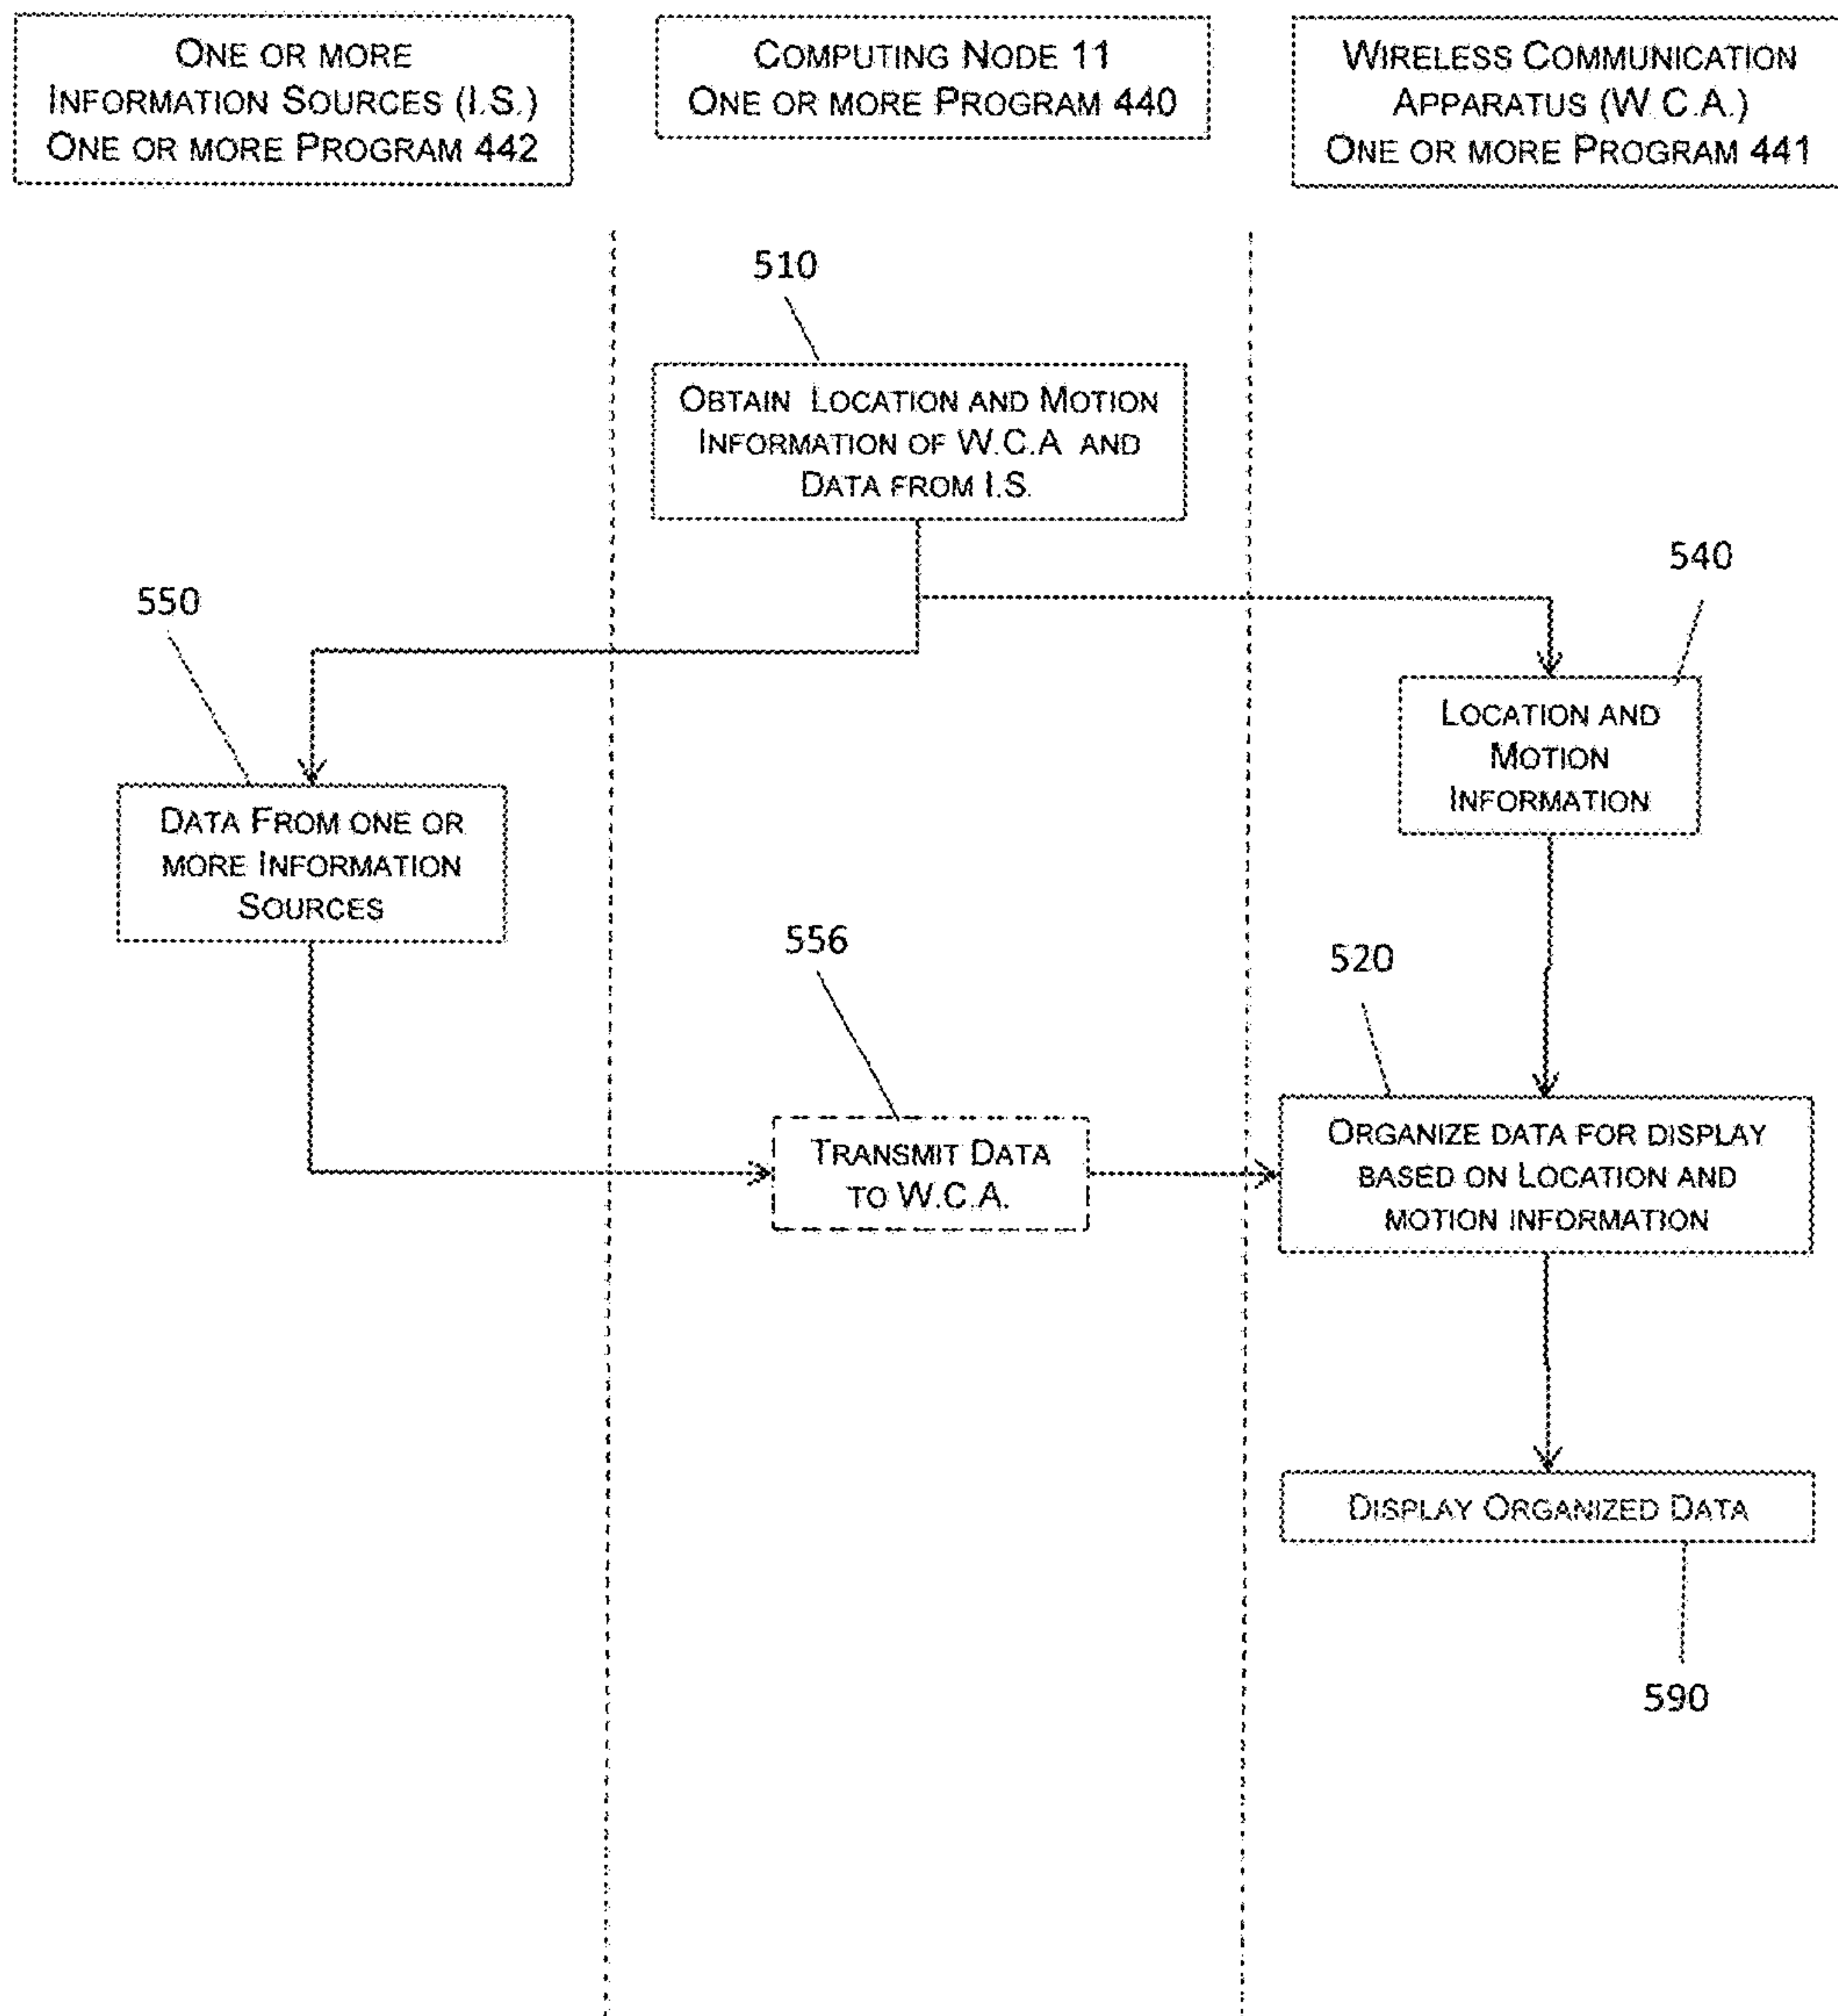 ONE OR MORE
INFORMATION SOURCES (I.S.)
ONE OR MORE PROGRAM 442
COMPUTING NODE 11
ONE OR MORE PROGRAM 440
WIRELESS COMMUNICATION
APPARATUS (W.C.A.)
ONE OR MORE PROGRAM 441
510
OBTAIN LOCATION AND MOTION
INFORMATION OF W.C.A AND
DATA FROM I.S.
540
550
LOCATION AND
MOTION
INFORMATION
DATA FROM ONE OR
MORE INFORMATION
SOURCES
556
520
TRANSMIT DATA
TO W.C.A.
ORGANIZE DATA FOR DISPLAY
BASED ON LOCATION AND
MOTION INFORMATION
DISPLAY ORGANIZED DATA
590